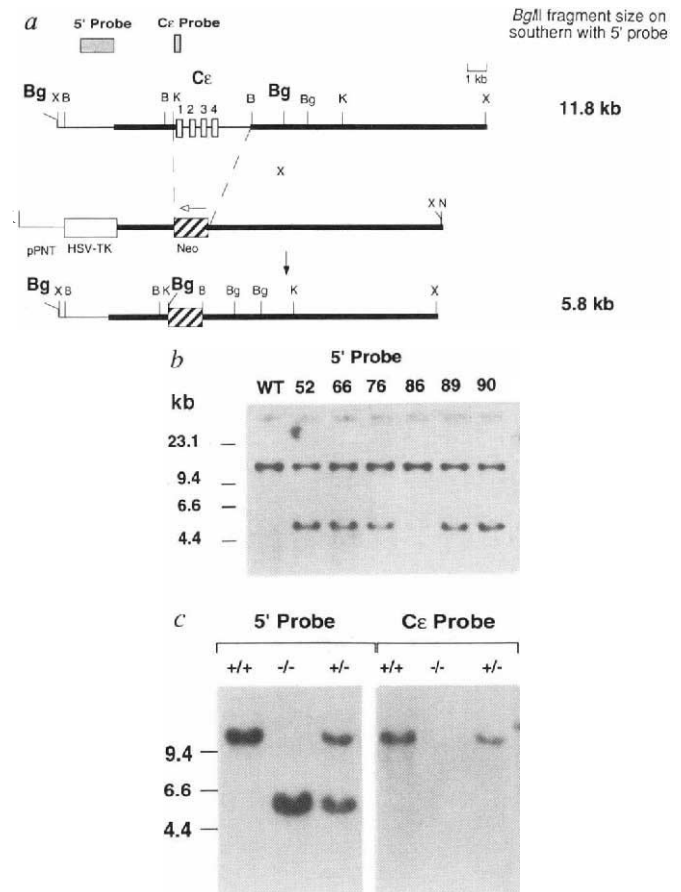 a
5' Probe Cε Probe
BglII fragment size on
southern with 5' probe
Cε
1 kb
Bg X B B K 1 2 3 4 B Bg Bg K X
11.8 kb
X
X N
pPNT HSV-TK Neo
Bg X B B K Bg B Bg Bg K X
5.8 kb
b
5' Probe
kb
WT 52 66 76 86 89 90
23.1
9.4
6.6
4.4
c
5' Probe Cε Probe
+/+ -/- +/- +/+ -/- +/-
9.4
6.6
4.4